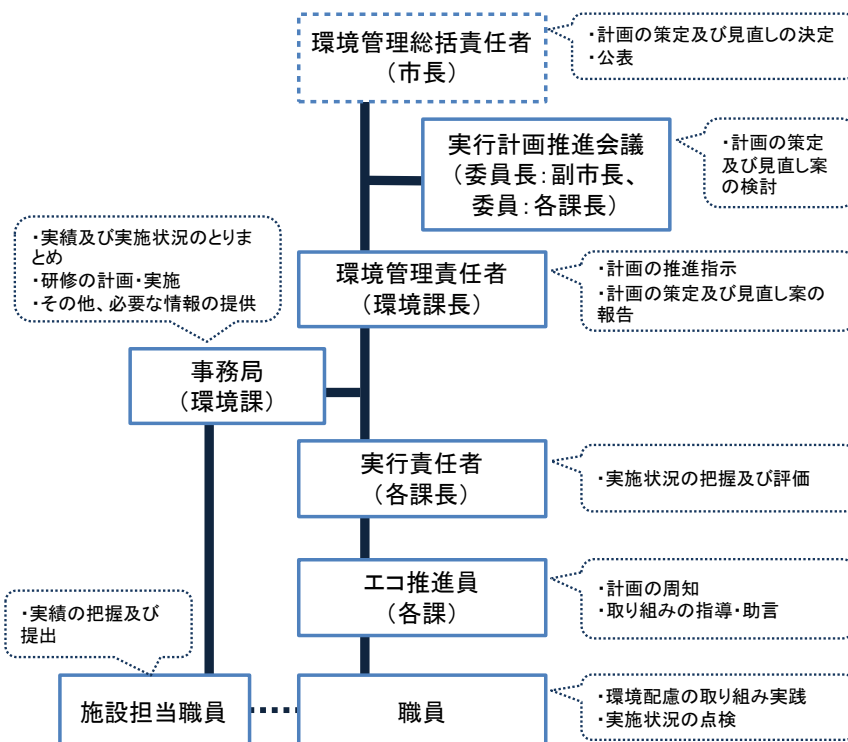 環境管理総括責任者
（市長）
・計画の策定及び見直しの決定
・公表
実行計画推進会議
（委員長：副市長、
委員：各課長）
・計画の策定
及び見直し案
の検討
・実績及び実施状況のとりま
とめ
・研修の計画・実施
・その他、必要な情報の提供
環境管理責任者
（環境課長）
・計画の推進指示
・計画の策定及び見直し案の
報告
事務局
（環境課）
実行責任者
（各課長）
・実施状況の把握及び評価
エコ推進員
（各課）
・計画の周知
・取り組みの指導・助言
・実績の把握及び
提出
施設担当職員
職員
・環境配慮の取り組み実践
・実施状況の点検